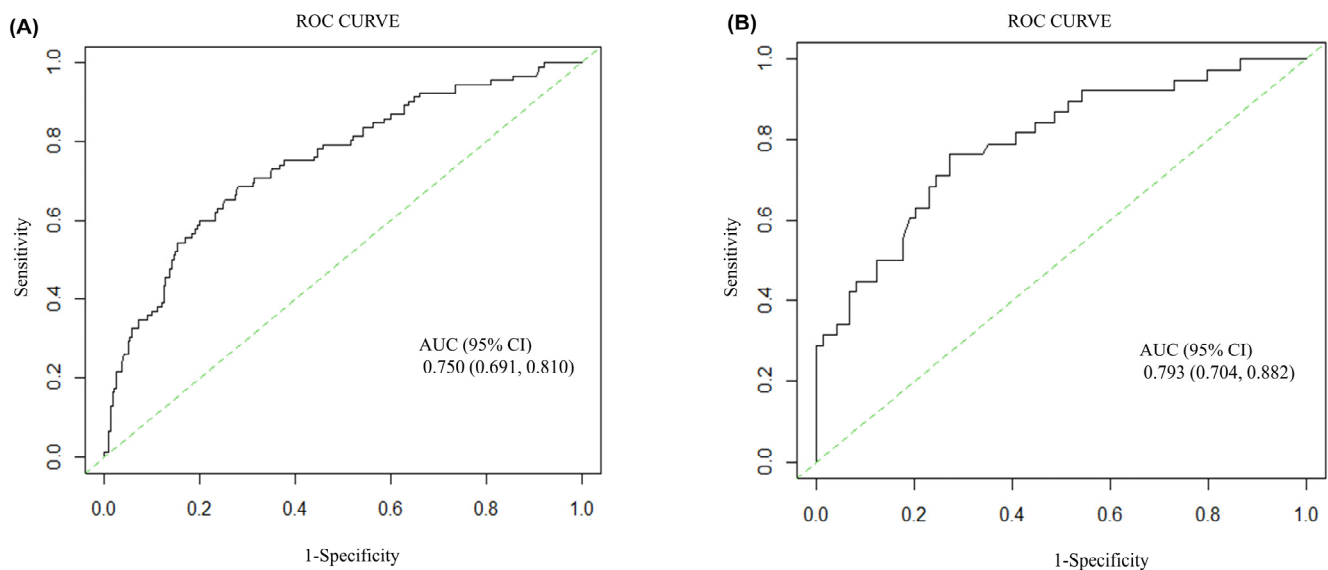 (A)
ROC CURVE
1.0
0.8
0.6
0.4
0.2
0.0
Sensitivity
AUC (95% CI)
0.750 (0.691, 0.810)
0.0 0.2 0.4 0.6 0.8 1.0
1-Specificity
(B)
ROC CURVE
1.0
0.8
0.6
0.4
0.2
0.0
Sensitivity
AUC (95% CI)
0.793 (0.704, 0.882)
0.0 0.2 0.4 0.6 0.8 1.0
1-Specificity